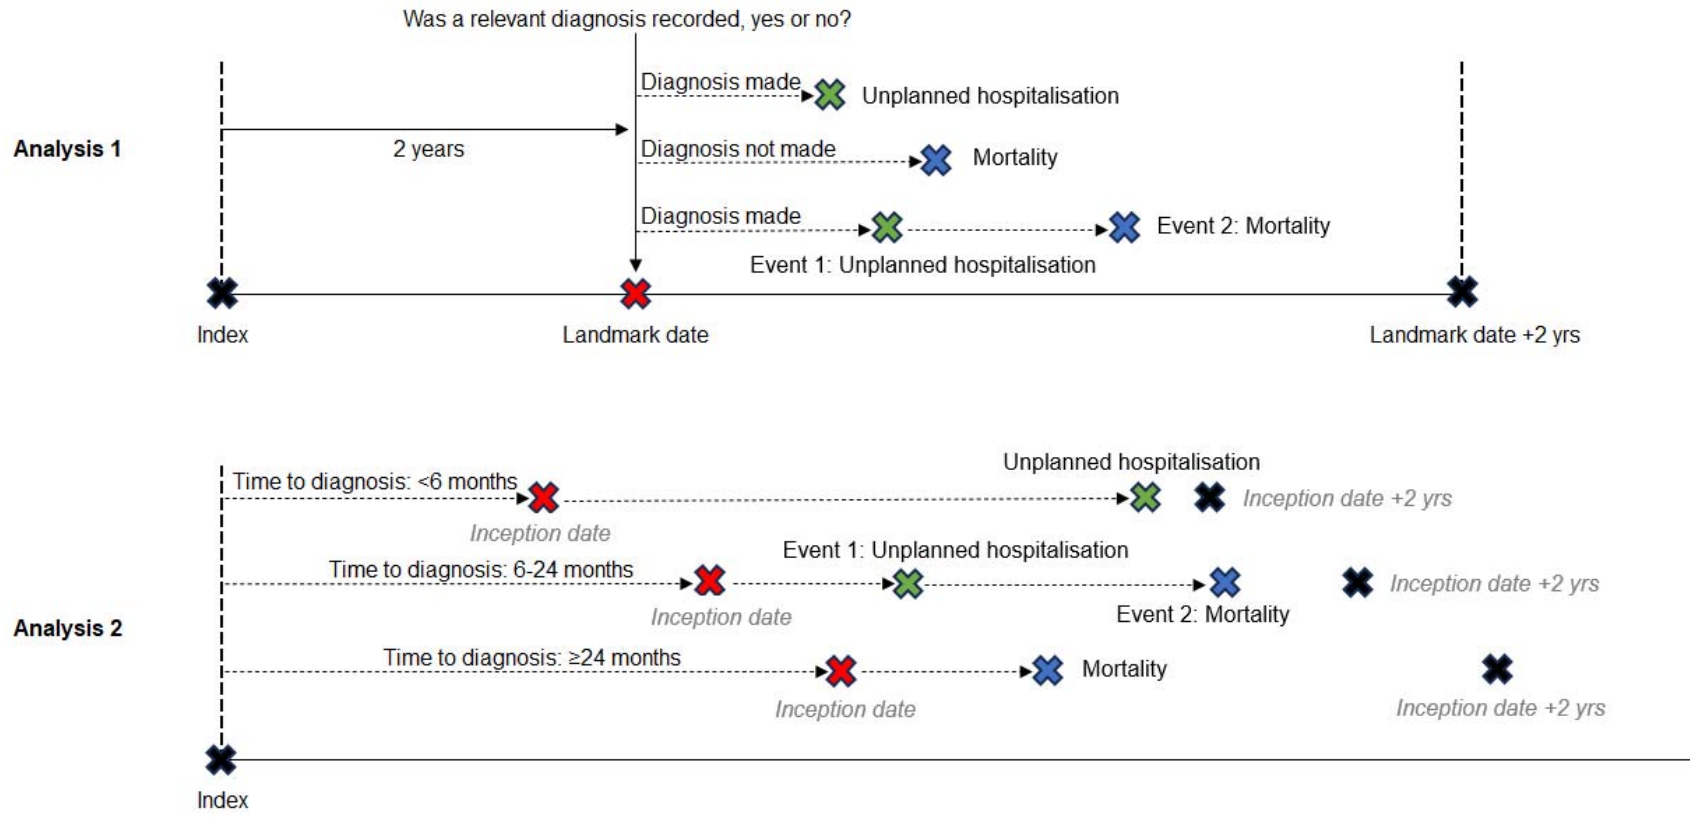 Was a relevant diagnosis recorded, yes or no?
Diagnosis made
Unplanned hospitalisation
Analysis 1
2 years
Diagnosis not made
Mortality
Diagnosis made
Event 2: Mortality
Event 1: Unplanned hospitalisation
Index
Landmark date
Landmark date +2 yrs
Unplanned hospitalisation
Time to diagnosis: <6 months
Inception date +2 yrs
Inception date
Event 1: Unplanned hospitalisation
Time to diagnosis: 6-24 months
Inception date +2 yrs
Inception date
Event 2: Mortality
Analysis 2
Time to diagnosis: ≥24 months
Mortality
Inception date
Inception date +2 yrs
Index